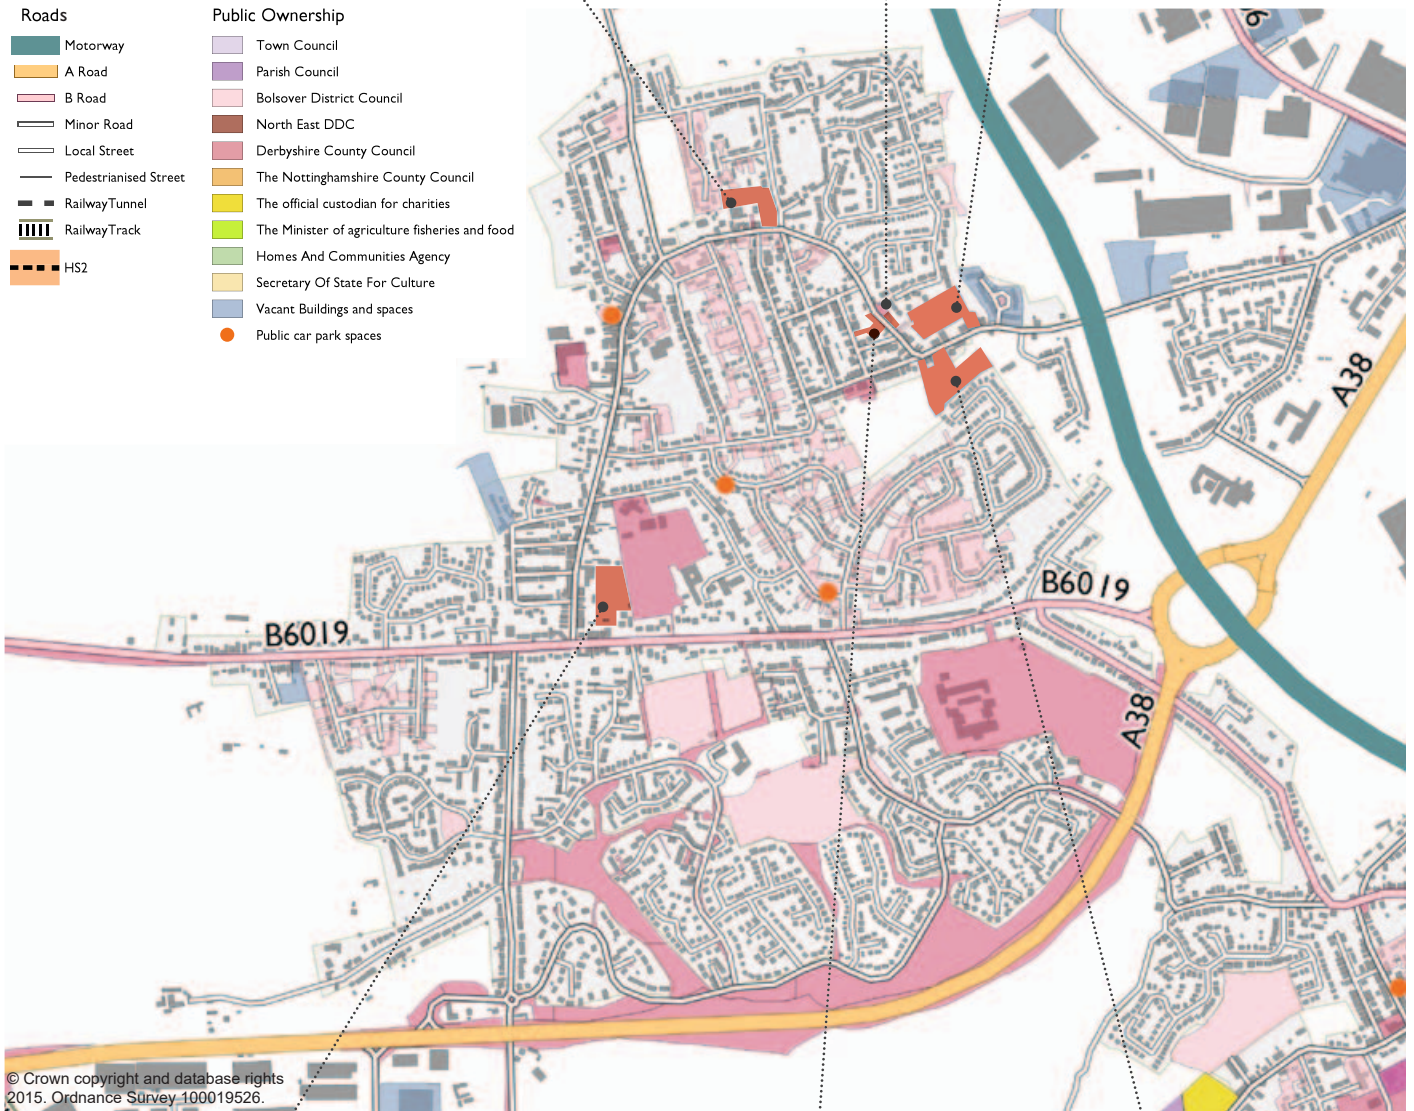 Roads
Motorway
A Road
B Road
Minor Road
Local Street
Pedestrianised Street
RailwayTunnel
RailwayTrack
HS2
Public Ownership
Town Council
Parish Council
Bolsover District Council
North East DDC
Derbyshire County Council
The Nottinghamshire County Council
The official custodian for charities
The Minister of agriculture fisheries and food
Homes And Communities Agency
Secretary Of State For Culture
Vacant Buildings and spaces
Public car park spaces
A38
B6019
B6019
A38
© Crown copyright and database rights
2015. Ordnance Survey 100019526.